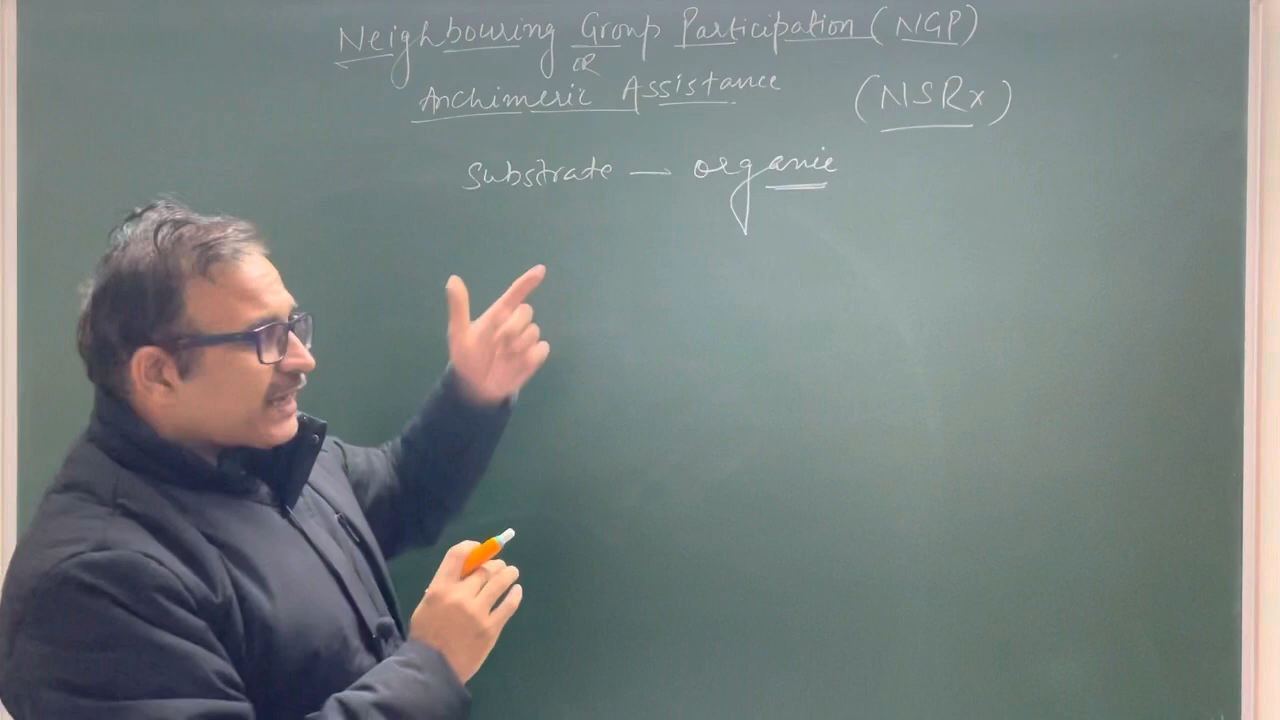 Neighbouring Group Participation (NGP)
OR
Anchimeric Assistance (NSRx)
Substrate — organic